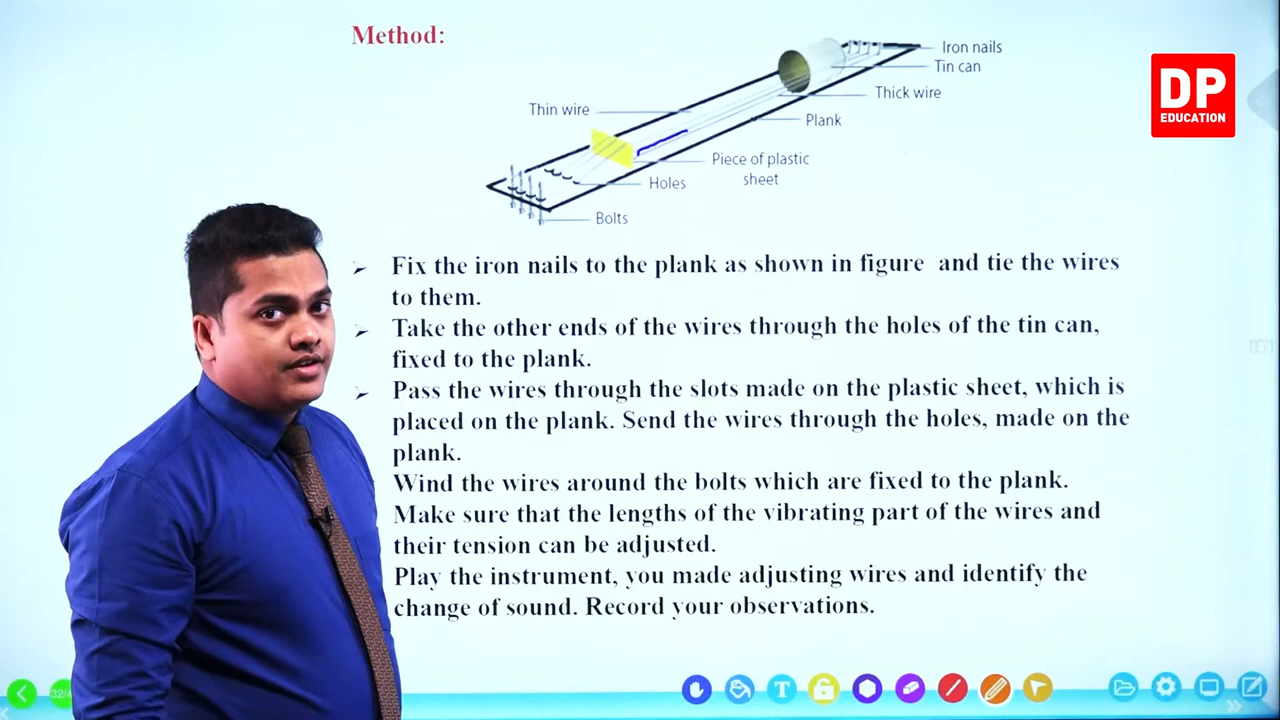 Method:
Iron nails
Tin can
Thick wire
Thin wire
Plank
Piece of plastic
sheet
Holes
Bolts
DP
EDUCATION
Fix the iron nails to the plank as shown in figure and tie the wires
to them.
Take the other ends of the wires through the holes of the tin can,
fixed to the plank.
Pass the wires through the slots made on the plastic sheet, which is
placed on the plank. Send the wires through the holes, made on the
plank.
Wind the wires around the bolts which are fixed to the plank.
Make sure that the lengths of the vibrating part of the wires and
their tension can be adjusted.
Play the instrument, you made adjusting wires and identify the
change of sound. Record your observations.